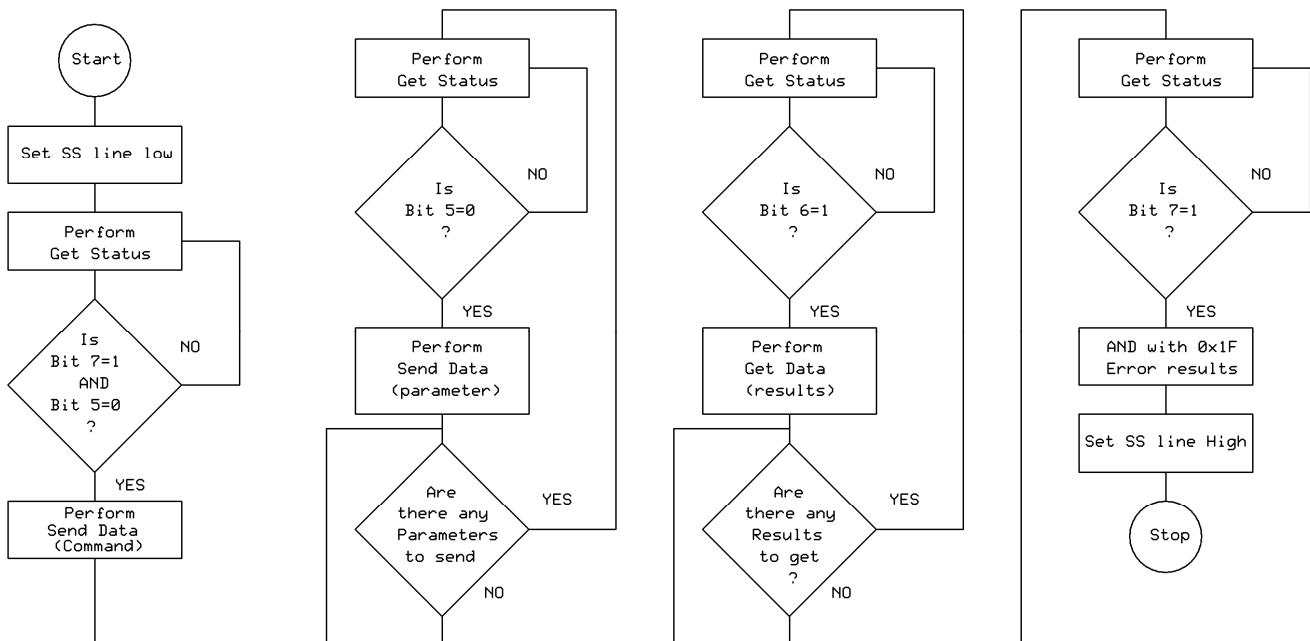 Start
Set SS line low
Perform
Get Status
Is
Bit 7=1
AND
Bit 5=0
?
NO
YES
Perform
Send Data
(Command)
Perform
Get Status
Is
Bit 5=0
?
NO
YES
Perform
Send Data
(parameter)
Are
there any
Parameters
to send
YES
NO
Perform
Get Status
Is
Bit 6=1
?
NO
YES
Perform
Get Data
(results)
Are
there any
Results
to get
?
YES
NO
Perform
Get Status
Is
Bit 7=1
?
NO
YES
AND with 0x1F
Error results
Set SS line High
Stop